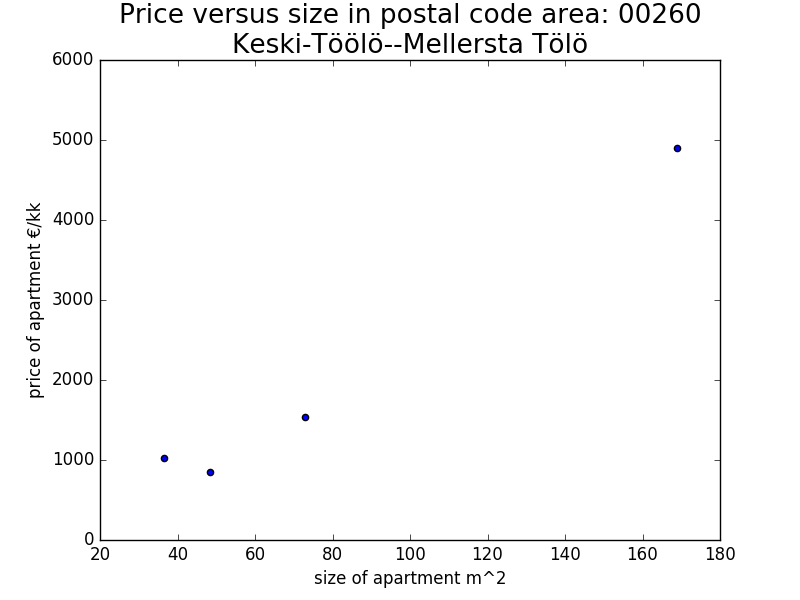 Price versus size in postal code area: 00260
Keski-Töölö--Mellersta Tölö
6000
5000
4000
3000
2000
1000
0
price of apartment €/kk
20 40 60 80 100 120 140 160 180
size of apartment m^2